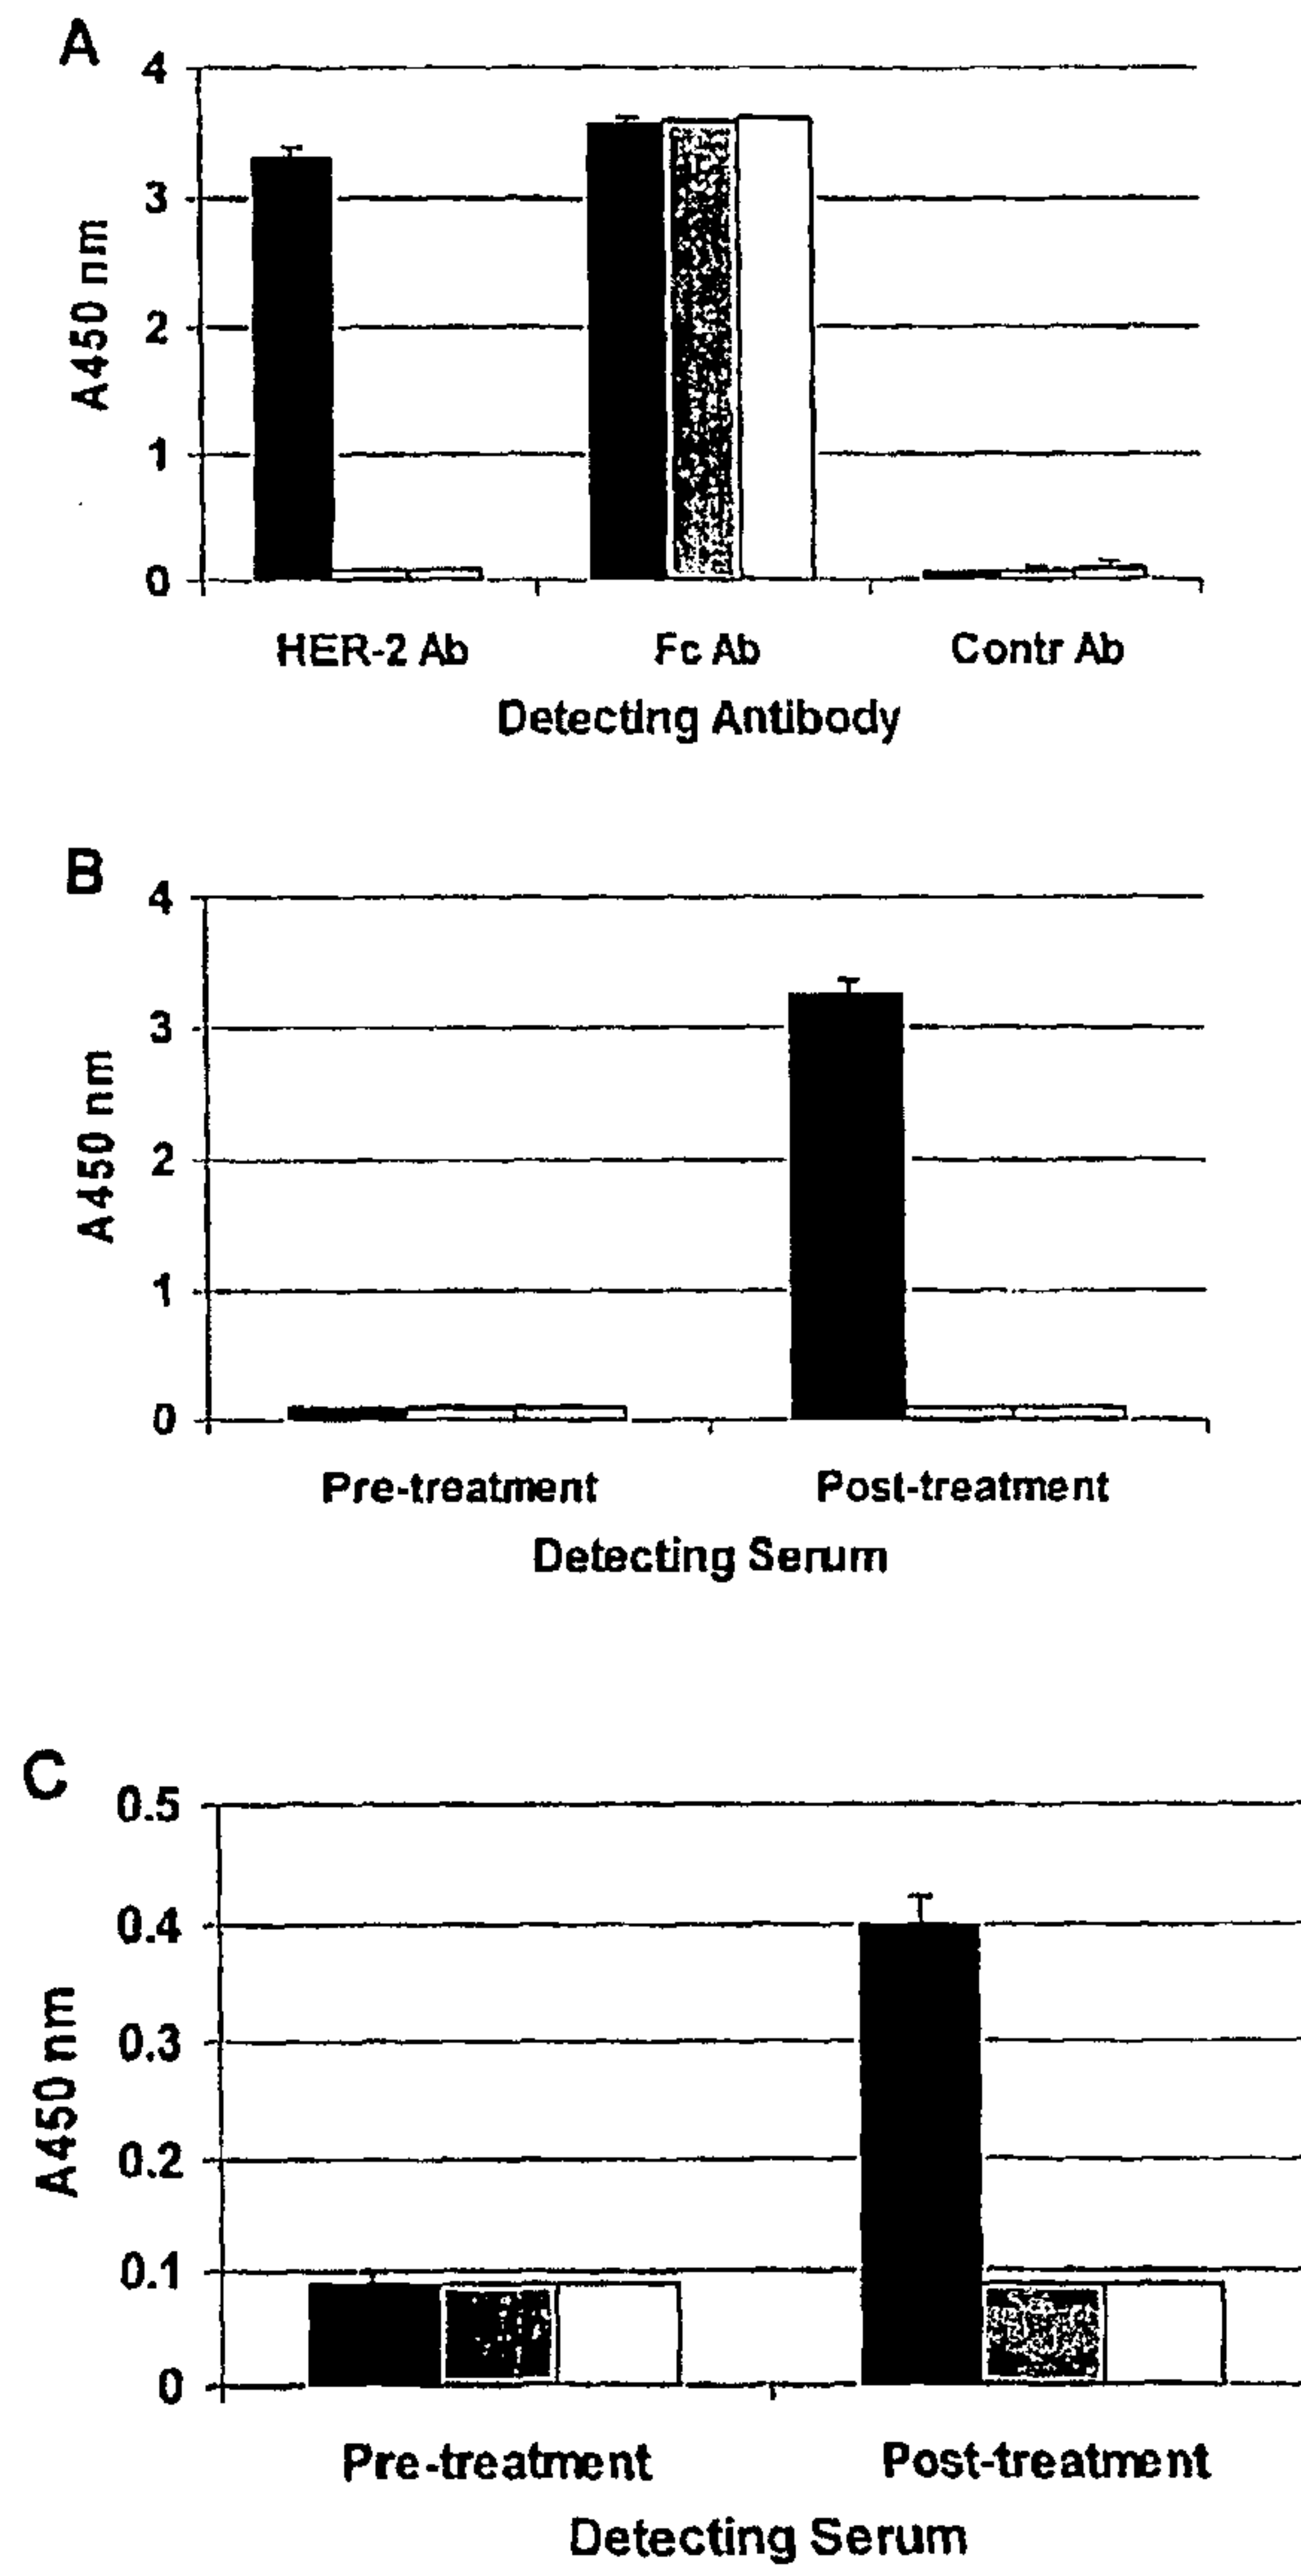 A
4
3
2
1
0
A450 nm
HER-2 Ab Fc Ab Contr Ab
Detecting Antibody
B
4
3
2
1
0
A450 nm
Pre-treatment Post-treatment
Detecting Serum
C
0.5
0.4
0.3
0.2
0.1
0
A450 nm
Pre-treatment Post-treatment
Detecting Serum